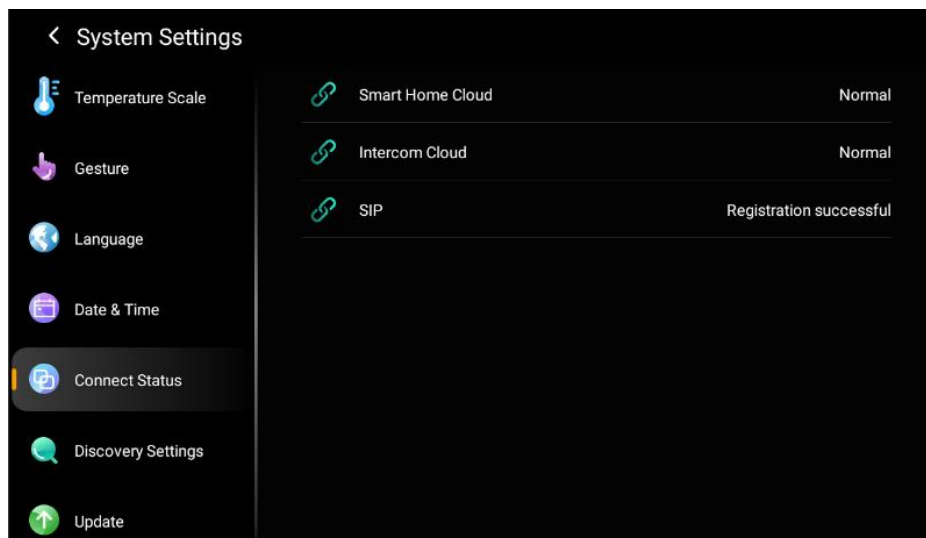 System Settings
Temperature Scale
Gesture
Language
Date & Time
Connect Status
Discovery Settings
Update
Smart Home Cloud Normal
Intercom Cloud Normal
SIP Registration successful